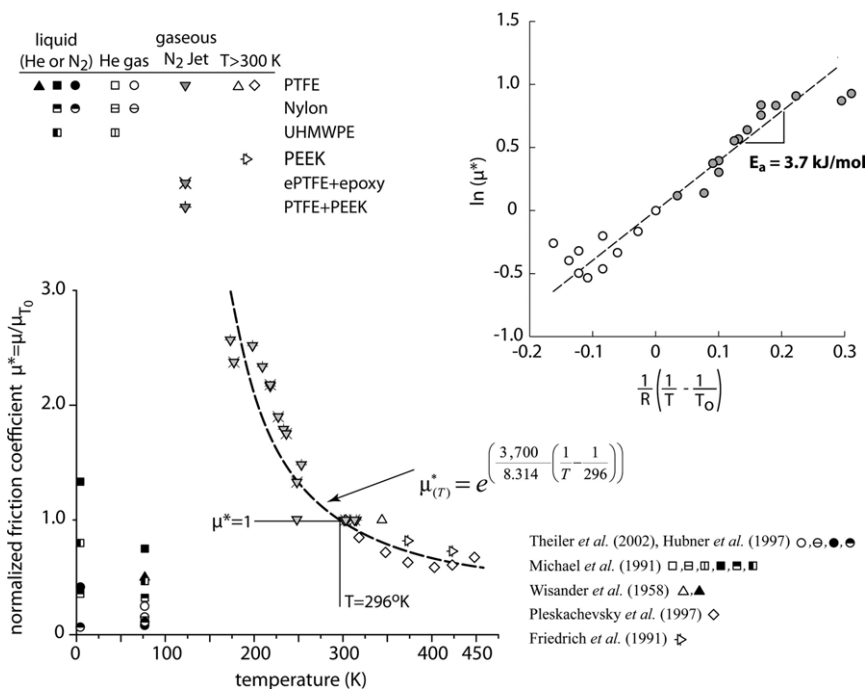 liquid
(He or N2)
He gas
gaseous
N2 Jet
T>300 K
PTFE
Nylon
UHMWPE
PEEK
ePTFE+epoxy
PTFE+PEEK
ln (μ*)
1.0
0.5
0
-0.5
-1.0
-0.2
-0.1
0
0.1
0.2
0.3
Ea = 3.7 kJ/mol
1/R (1/T - 1/To)
normalized friction coefficient μ*=μ/μT0
3.0
2.0
1.0
0
0
50
100
150
200
250
300
350
400
450
temperature (K)
μ*=1
T=296oK
μ*(T) = e(3,700/8.314 (1/T − 1/296))
Theiler et al. (2002), Hubner et al. (1997) , , ,
Michael et al. (1991) , , , , ,
Wisander et al. (1958) ,
Pleskachevsky et al. (1997)
Friedrich et al. (1991)